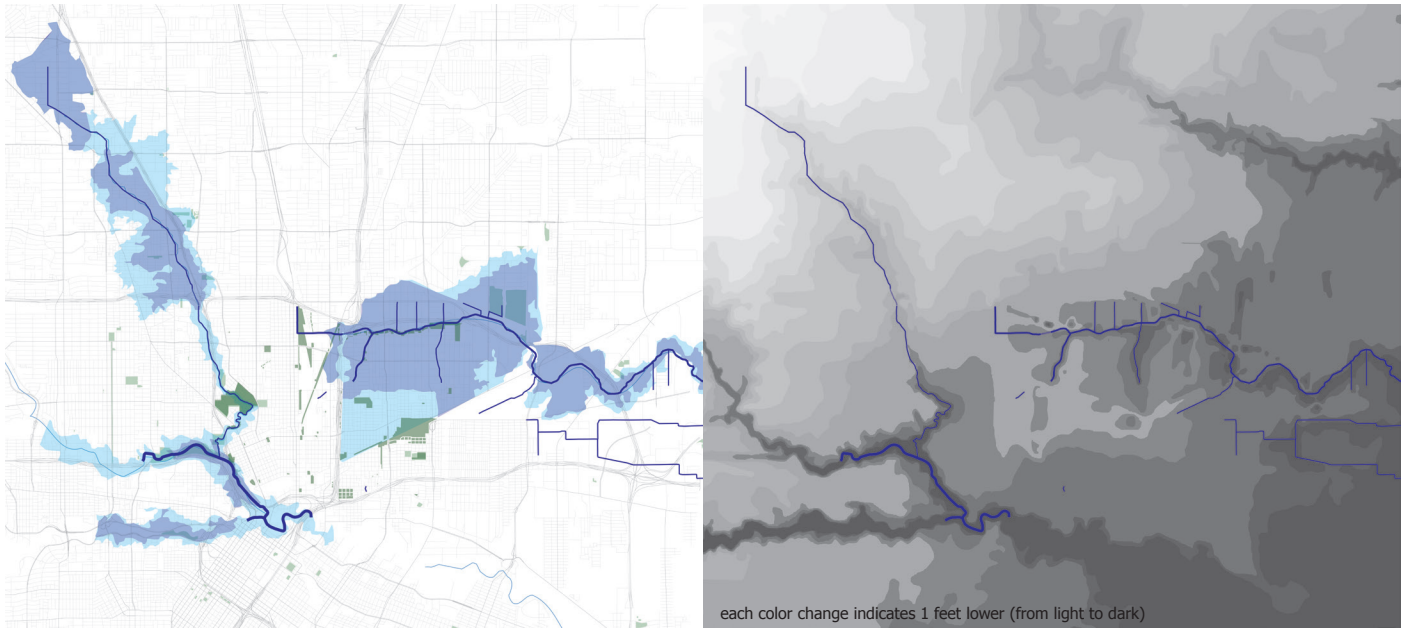 each color change indicates 1 feet lower (from light to dark)